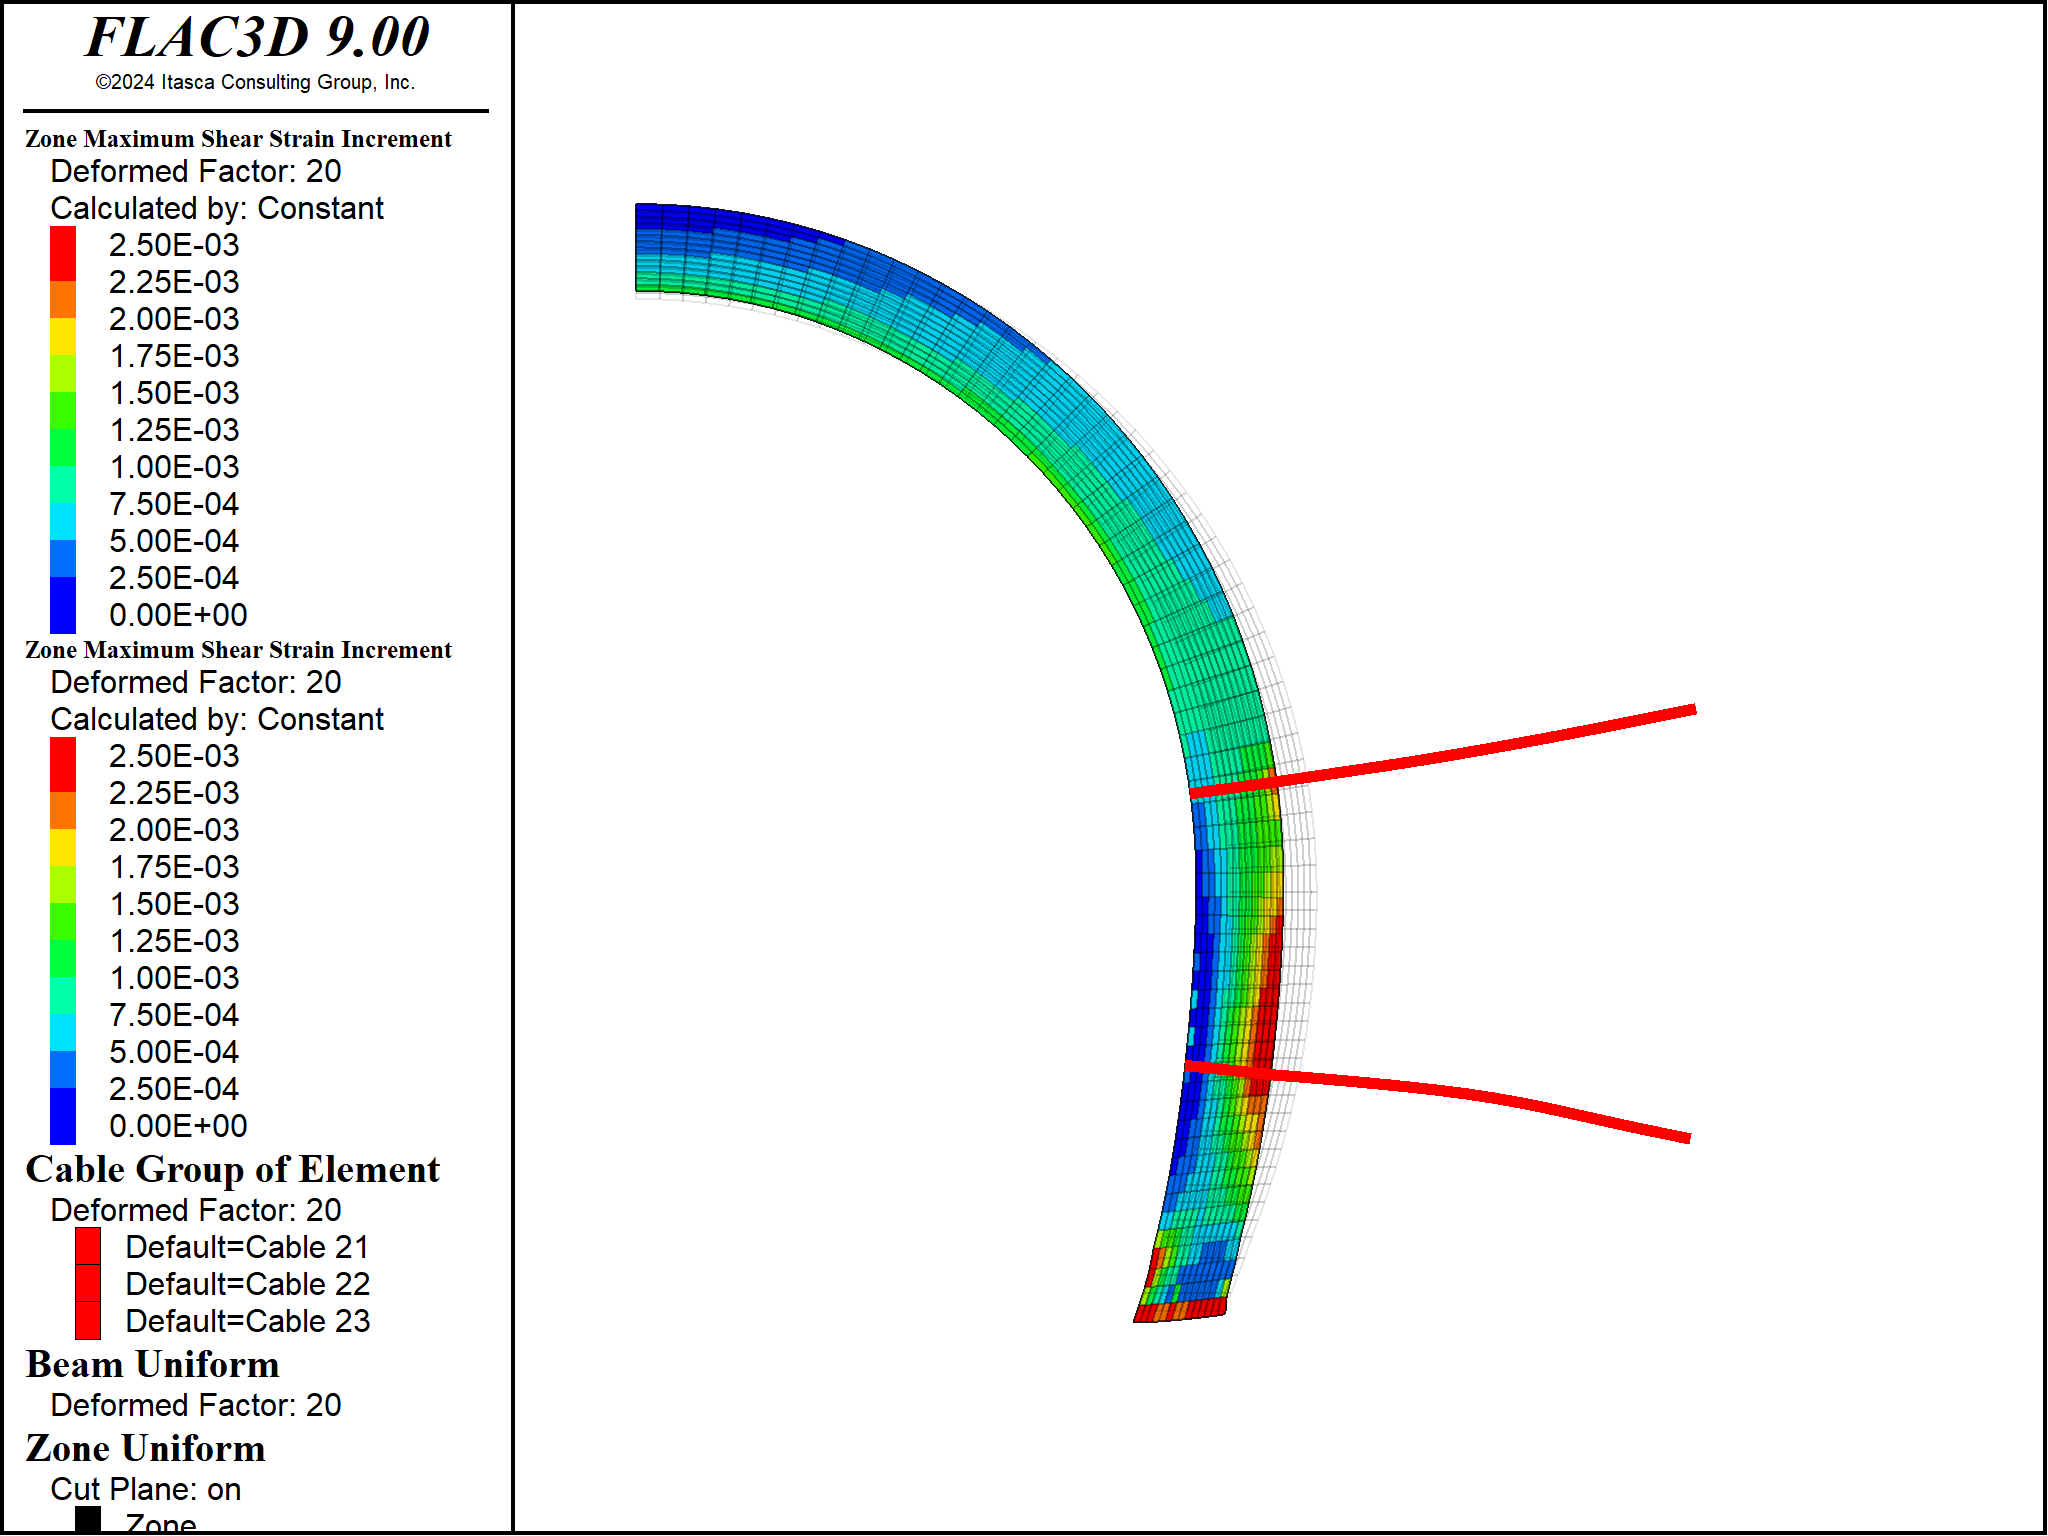 FLAC3D 9.00
©2024 Itasca Consulting Group, Inc.
Zone Maximum Shear Strain Increment
Deformed Factor: 20
Calculated by: Constant
2.50E-03
2.25E-03
2.00E-03
1.75E-03
1.50E-03
1.25E-03
1.00E-03
7.50E-04
5.00E-04
2.50E-04
0.00E+00
Zone Maximum Shear Strain Increment
Deformed Factor: 20
Calculated by: Constant
2.50E-03
2.25E-03
2.00E-03
1.75E-03
1.50E-03
1.25E-03
1.00E-03
7.50E-04
5.00E-04
2.50E-04
0.00E+00
Cable Group of Element
Deformed Factor: 20
Default=Cable 21
Default=Cable 22
Default=Cable 23
Beam Uniform
Deformed Factor: 20
Zone Uniform
Cut Plane: on
Zone